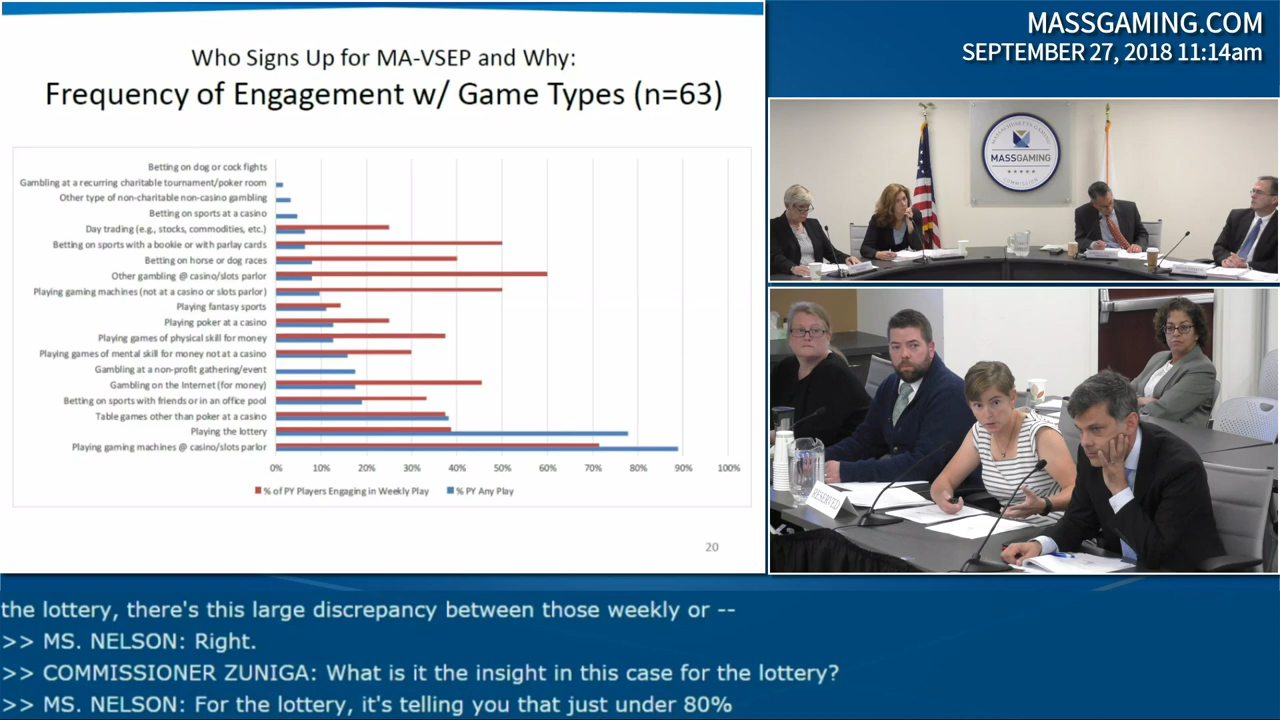 Who Signs Up for MA-VSEP and Why:
Frequency of Engagement w/ Game Types (n=63)
Betting on dog or cock fights
Gambling at a recurring charitable tournament/poker room
Other type of non-charitable non-casino gambling
Betting on sports at a casino
Day trading (e.g., stocks, commodities, etc.)
Betting on sports with a bookie or with parlay cards
Betting on horse or dog races
Other gambling @ casino/slots parlor
Playing gaming machines (not at a casino or slots parlor)
Playing fantasy sports
Playing poker at a casino
Playing games of physical skill for money
Playing games of mental skill for money not at a casino
Gambling at a non-profit gathering/event
Gambling on the Internet (for money)
Betting on sports with friends or in an office pool
Table games other than poker at a casino
Playing the lottery
Playing gaming machines @ casino/slots parlor
0% 10% 20% 30% 40% 50% 60% 70% 80% 90% 100%
% of PY Players Engaging in Weekly Play % PY Any Play
20
MASSGAMING.COM
SEPTEMBER 27, 2018 11:14am
MASSGAMING
RESERVED
the lottery, there's this large discrepancy between those weekly or --
>> MS. NELSON: Right.
>> COMMISSIONER ZUNIGA: What is it the insight in this case for the lottery?
>> MS. NELSON: For the lottery, it's telling you that just under 80%